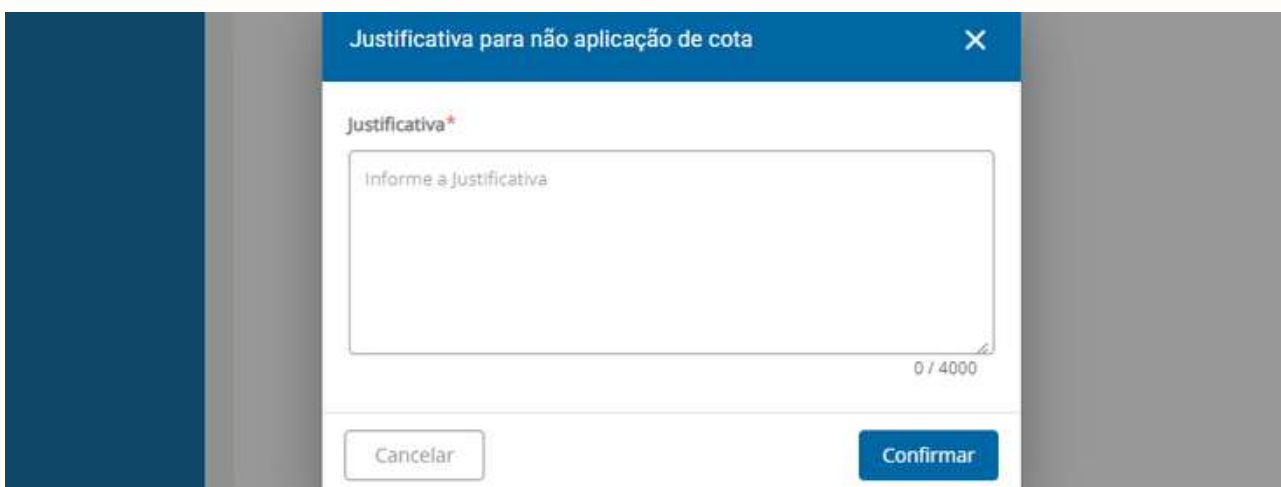 Justificativa para não aplicação de cota
Justificativa*
Informe a Justificativa
0 / 4000
Cancelar
Confirmar